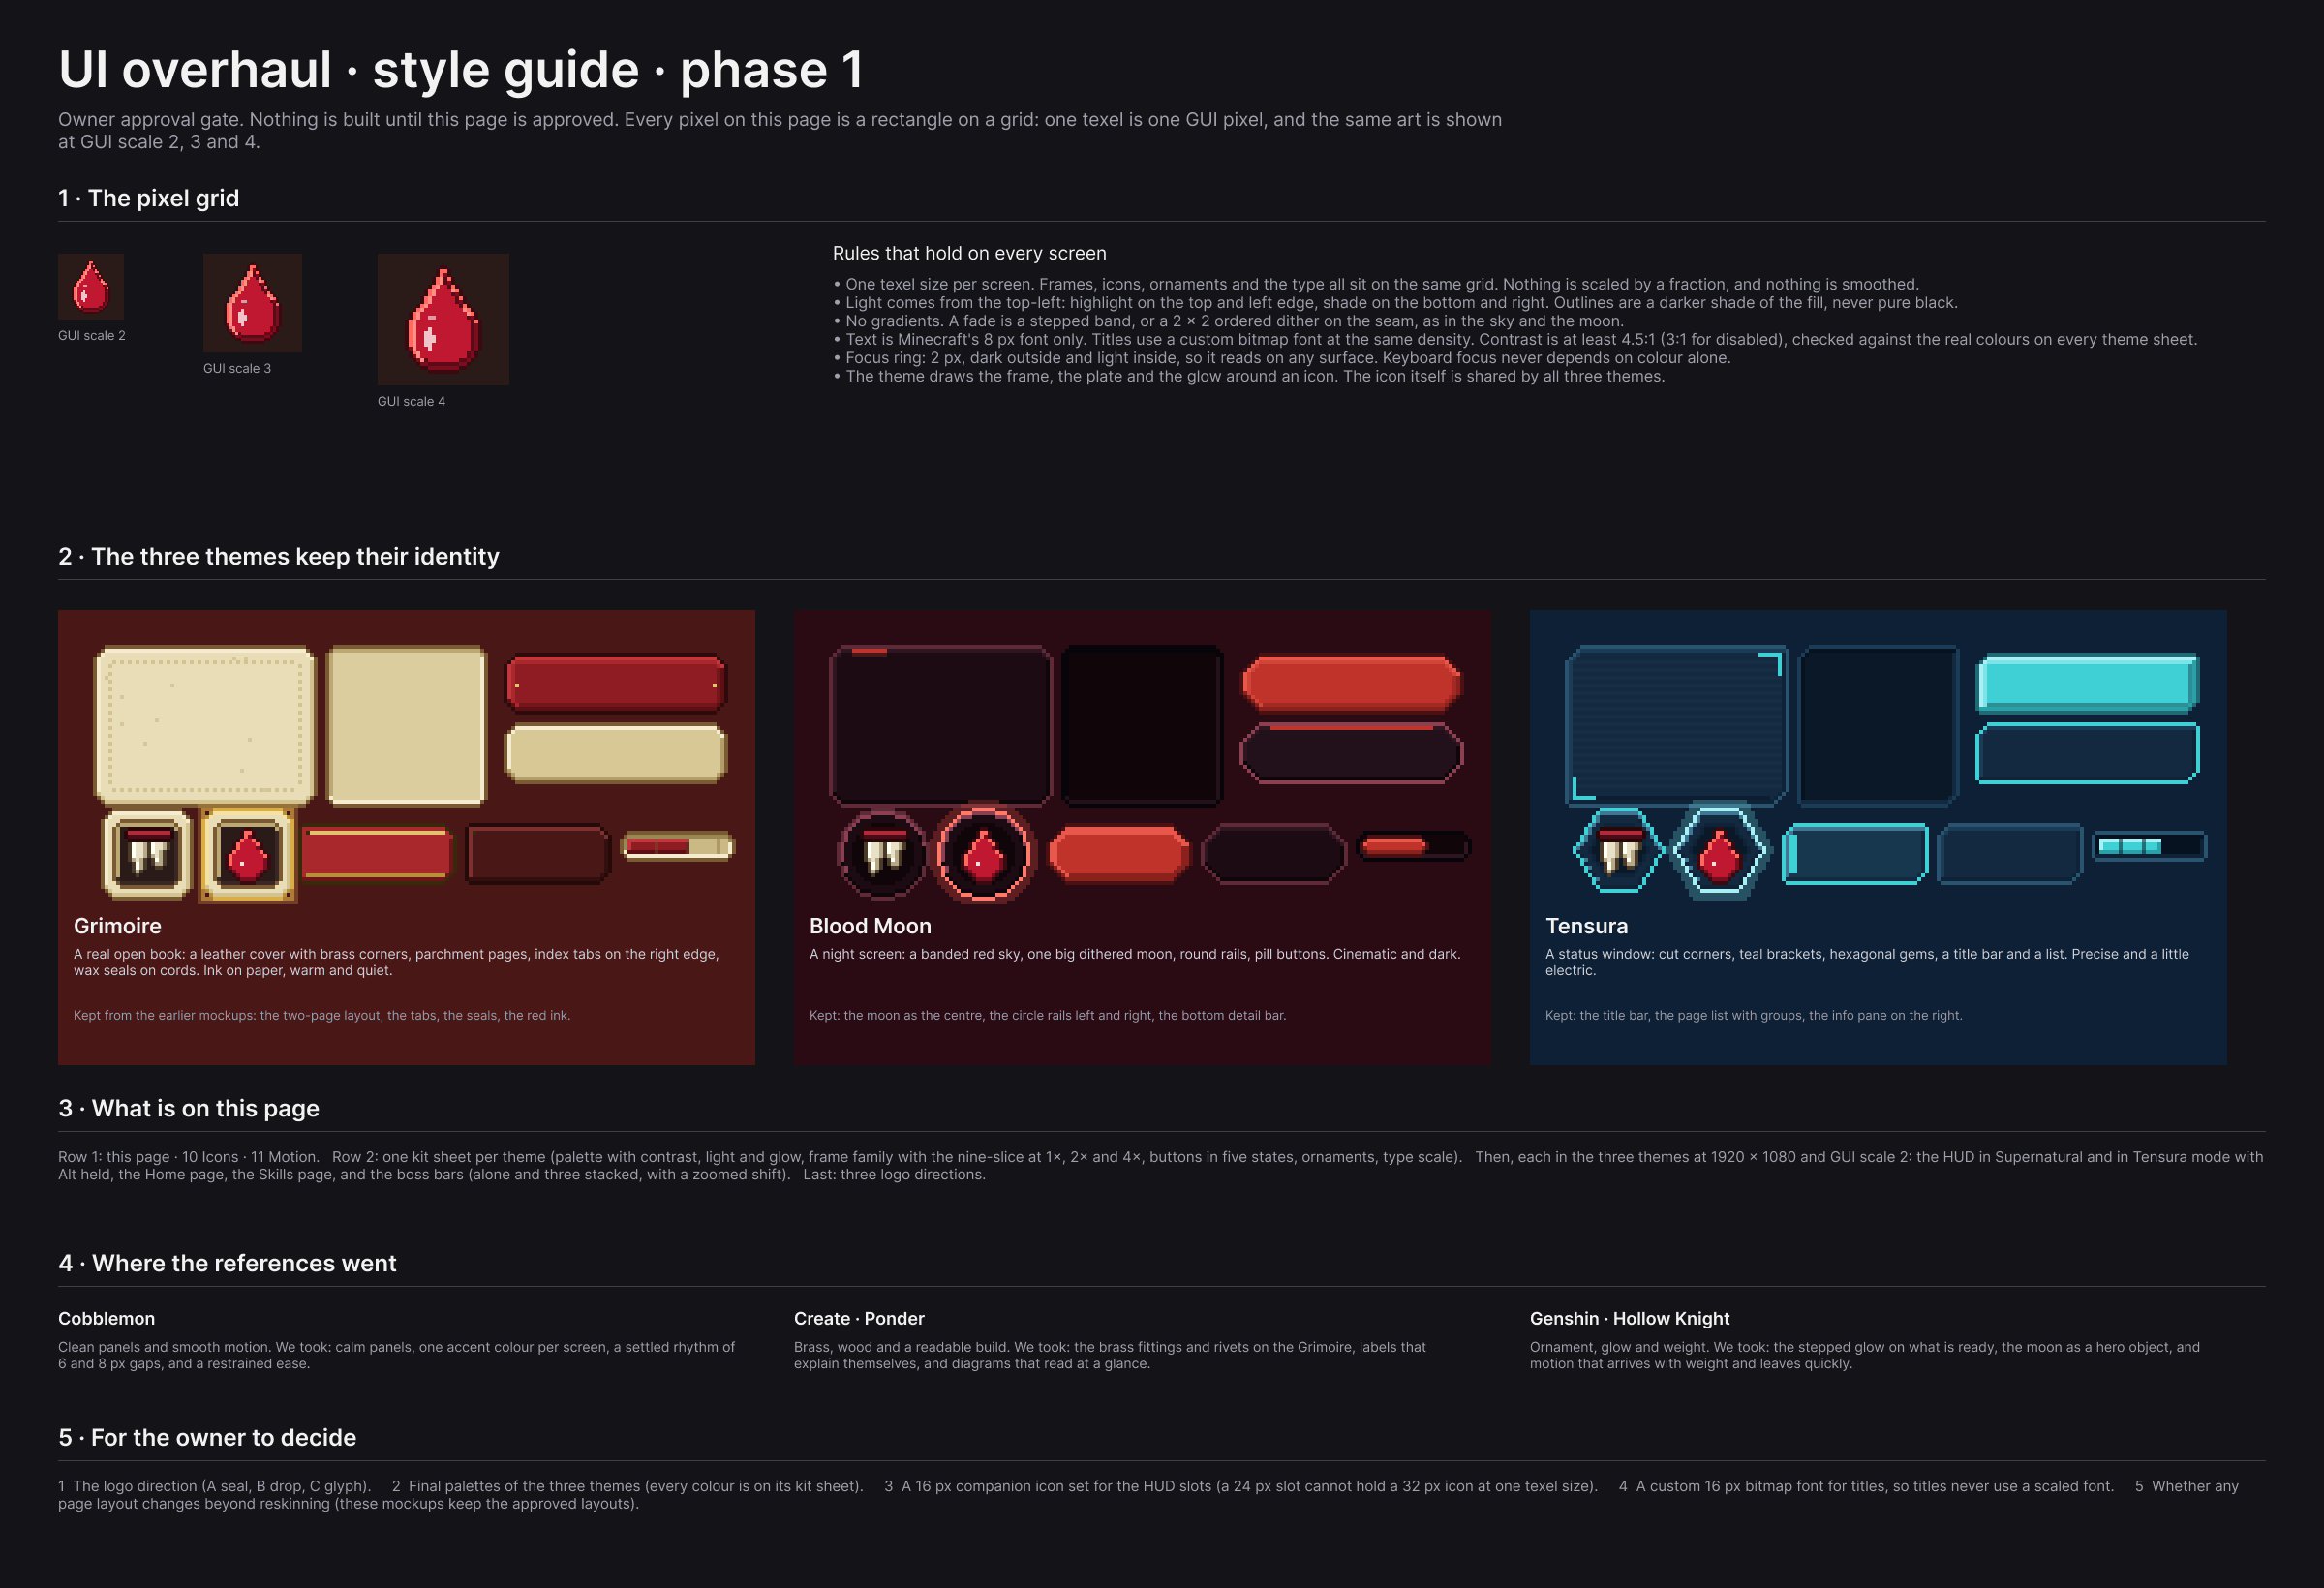 UI overhaul · style guide · phase 1
Owner approval gate. Nothing is built until this page is approved. Every pixel on this page is a rectangle on a grid: one texel is one GUI pixel, and the same art is shown
at GUI scale 2, 3 and 4.
1 · The pixel grid
GUI scale 2
GUI scale 3
GUI scale 4
Rules that hold on every screen
• One texel size per screen. Frames, icons, ornaments and the type all sit on the same grid. Nothing is scaled by a fraction, and nothing is smoothed.
• Light comes from the top-left: highlight on the top and left edge, shade on the bottom and right. Outlines are a darker shade of the fill, never pure black.
• No gradients. A fade is a stepped band, or a 2 × 2 ordered dither on the seam, as in the sky and the moon.
• Text is Minecraft's 8 px font only. Titles use a custom bitmap font at the same density. Contrast is at least 4.5:1 (3:1 for disabled), checked against the real colours on every theme sheet.
• Focus ring: 2 px, dark outside and light inside, so it reads on any surface. Keyboard focus never depends on colour alone.
• The theme draws the frame, the plate and the glow around an icon. The icon itself is shared by all three themes.
2 · The three themes keep their identity
Grimoire
A real open book: a leather cover with brass corners, parchment pages, index tabs on the right edge,
wax seals on cords. Ink on paper, warm and quiet.
Kept from the earlier mockups: the two-page layout, the tabs, the seals, the red ink.
Blood Moon
A night screen: a banded red sky, one big dithered moon, round rails, pill buttons. Cinematic and dark.
Kept: the moon as the centre, the circle rails left and right, the bottom detail bar.
Tensura
A status window: cut corners, teal brackets, hexagonal gems, a title bar and a list. Precise and a little
electric.
Kept: the title bar, the page list with groups, the info pane on the right.
3 · What is on this page
Row 1: this page · 10 Icons · 11 Motion.   Row 2: one kit sheet per theme (palette with contrast, light and glow, frame family with the nine-slice at 1×, 2× and 4×, buttons in five states, ornaments, type scale).   Then, each in the three themes at 1920 × 1080 and GUI scale 2: the HUD in Supernatural and in Tensura mode with
Alt held, the Home page, the Skills page, and the boss bars (alone and three stacked, with a zoomed shift).   Last: three logo directions.
4 · Where the references went
Cobblemon
Clean panels and smooth motion. We took: calm panels, one accent colour per screen, a settled rhythm of
6 and 8 px gaps, and a restrained ease.
Create · Ponder
Brass, wood and a readable build. We took: the brass fittings and rivets on the Grimoire, labels that
explain themselves, and diagrams that read at a glance.
Genshin · Hollow Knight
Ornament, glow and weight. We took: the stepped glow on what is ready, the moon as a hero object, and
motion that arrives with weight and leaves quickly.
5 · For the owner to decide
1  The logo direction (A seal, B drop, C glyph).     2  Final palettes of the three themes (every colour is on its kit sheet).     3  A 16 px companion icon set for the HUD slots (a 24 px slot cannot hold a 32 px icon at one texel size).     4  A custom 16 px bitmap font for titles, so titles never use a scaled font.     5  Whether any
page layout changes beyond reskinning (these mockups keep the approved layouts).